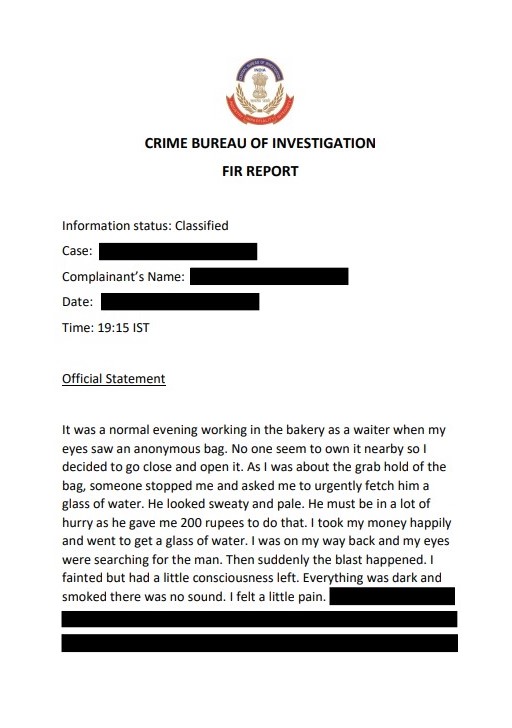 CRIME BUREAU OF INVESTIGATION
FIR REPORT
Information status: Classified
Case:
Complainant’s Name:
Date:
Time: 19:15 IST
Official Statement
It was a normal evening working in the bakery as a waiter when my
eyes saw an anonymous bag. No one seem to own it nearby so I
decided to go close and open it. As I was about the grab hold of the
bag, someone stopped me and asked me to urgently fetch him a
glass of water. He looked sweaty and pale. He must be in a lot of
hurry as he gave me 200 rupees to do that. I took my money happily
and went to get a glass of water. I was on my way back and my eyes
were searching for the man. Then suddenly the blast happened. I
fainted but had a little consciousness left. Everything was dark and
smoked there was no sound. I felt a little pain.